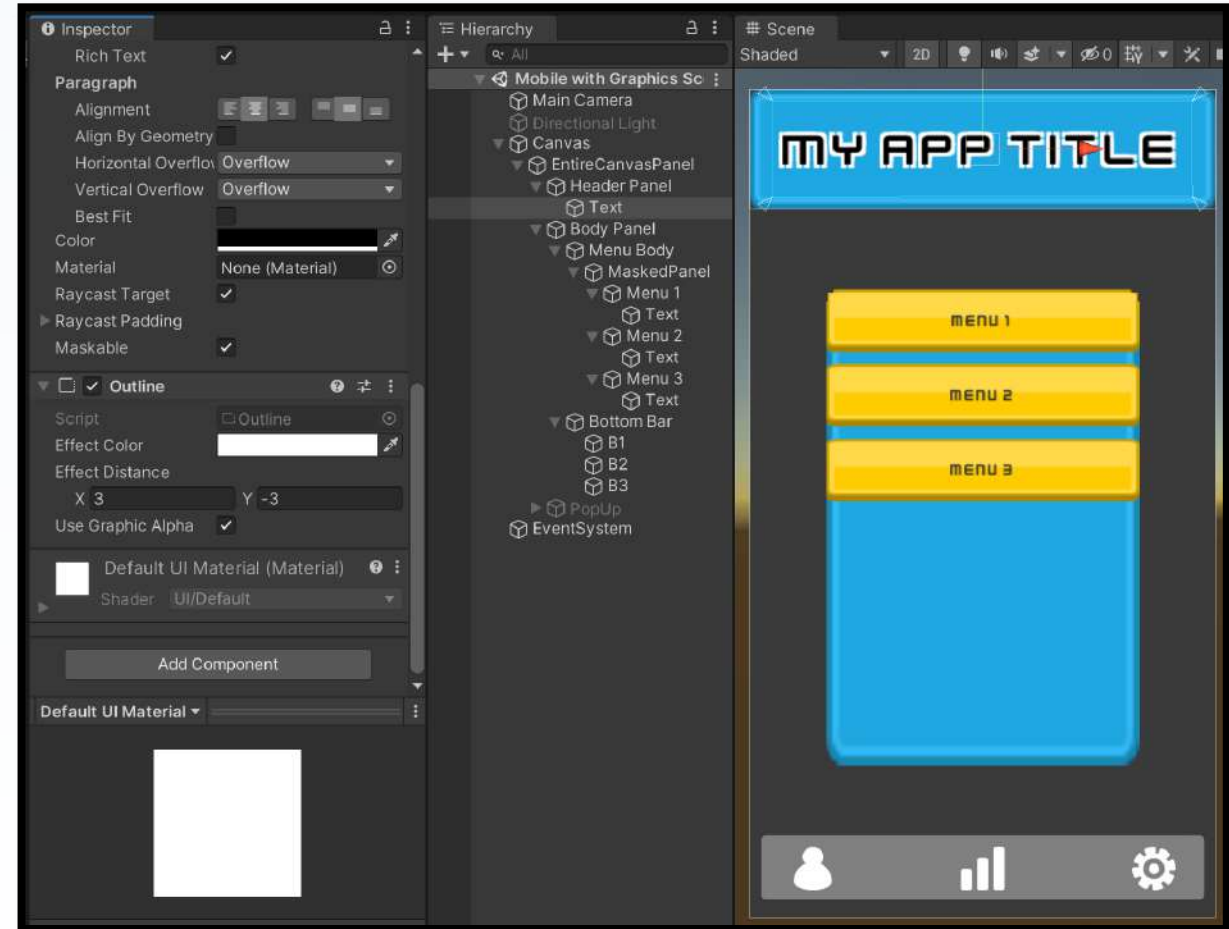 Inspector
Rich Text
Paragraph
Alignment
Align By Geometry
Horizontal Overflov Overflow
Vertical Overflow Overflow
Best Fit
Color
Material None (Material)
Raycast Target
Raycast Padding
Maskable
Outline
Script Outline
Effect Color
Effect Distance
X 3 Y -3
Use Graphic Alpha
Default UI Material (Material)
Shader UI/Default
Add Component
Default UI Material
Hierarchy
All
Mobile with Graphics Sc
Main Camera
Directional Light
Canvas
EntireCanvasPanel
Header Panel
Text
Body Panel
Menu Body
MaskedPanel
Menu 1
Text
Menu 2
Text
Menu 3
Text
Bottom Bar
B1
B2
B3
PopUp
EventSystem
Scene
Shaded 2D 0
MY APP TITLE
MENU 1
MENU 2
MENU 3